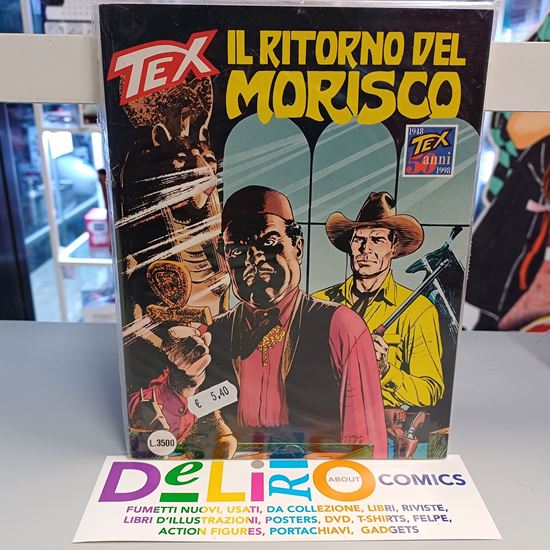 TEX
IL RITORNO DEL
MORISCO
1948
TEX
50 anni
1998
€ 5,40
L.3500
DeLiRiO
ABOUT
COMICS
FUMETTI NUOVI, USATI, DA COLLEZIONE, LIBRI, RIVISTE,
LIBRI D'ILLUSTRAZIONI, POSTERS, DVD, T-SHIRTS, FELPE,
ACTION FIGURES, PORTACHIAVI, GADGETS